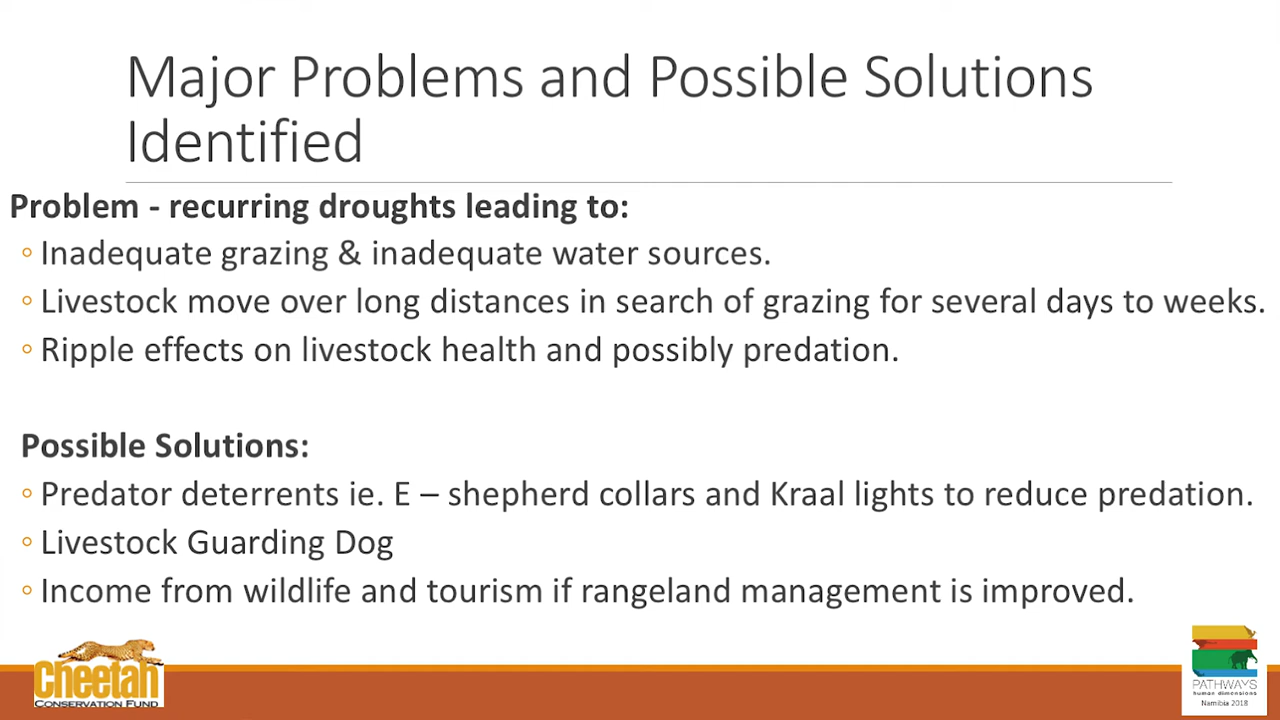 Major Problems and Possible Solutions
Identified
Problem - recurring droughts leading to:
◦ Inadequate grazing & inadequate water sources.
◦ Livestock move over long distances in search of grazing for several days to weeks.
◦ Ripple effects on livestock health and possibly predation.
Possible Solutions:
◦ Predator deterrents ie. E – shepherd collars and Kraal lights to reduce predation.
◦ Livestock Guarding Dog
◦ Income from wildlife and tourism if rangeland management is improved.
Cheetah
CONSERVATION FUND
PATHWAYS
human dimensions
Namibia 2018